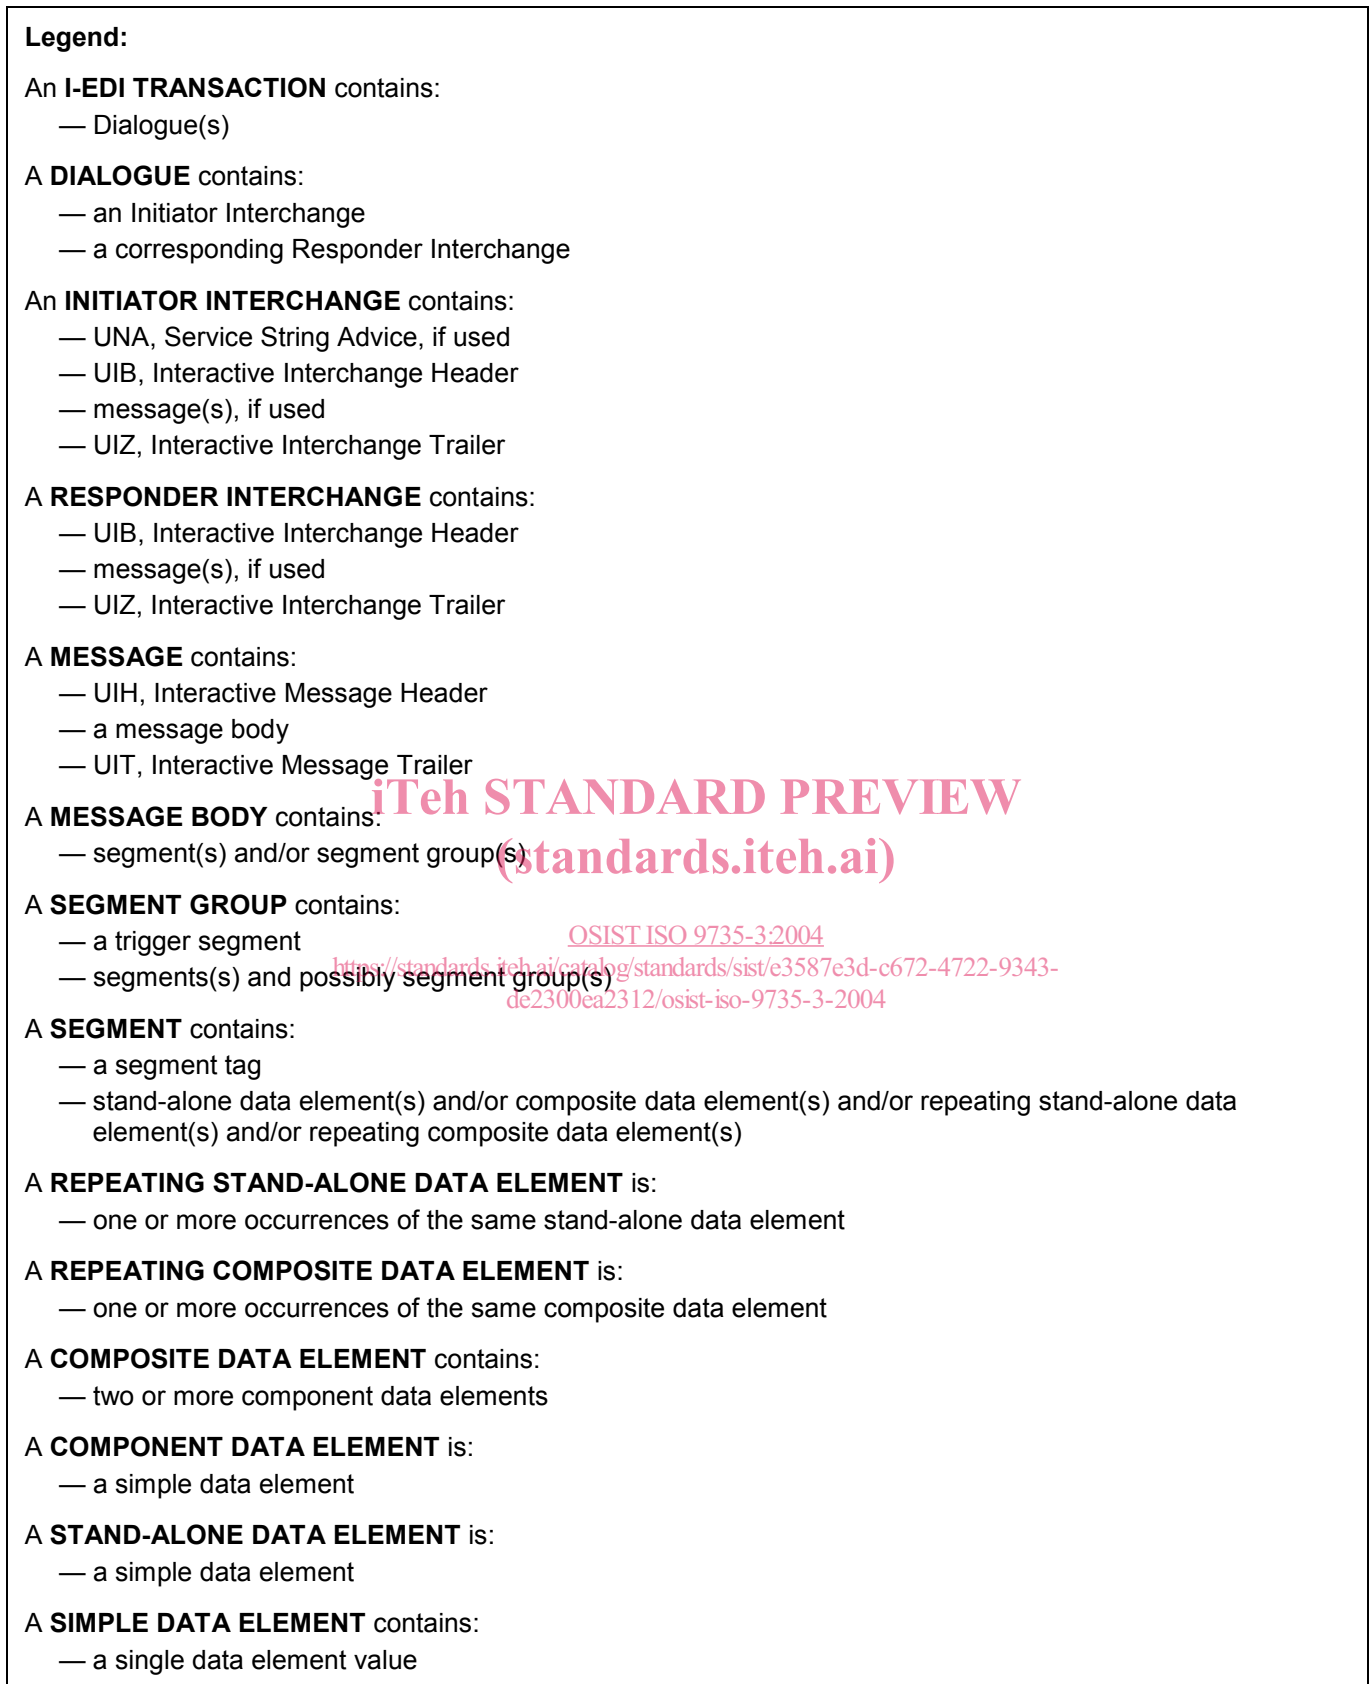 Legend:
An I-EDI TRANSACTION contains:
— Dialogue(s)
A DIALOGUE contains:
— an Initiator Interchange
— a corresponding Responder Interchange
An INITIATOR INTERCHANGE contains:
— UNA, Service String Advice, if used
— UIB, Interactive Interchange Header
— message(s), if used
— UIZ, Interactive Interchange Trailer
A RESPONDER INTERCHANGE contains:
— UIB, Interactive Interchange Header
— message(s), if used
— UIZ, Interactive Interchange Trailer
A MESSAGE contains:
— UIH, Interactive Message Header
— a message body
— UIT, Interactive Message Trailer
iTeh STANDARD PREVIEW
A MESSAGE BODY contains:
— segment(s) and/or segment group(s)
(standards.iteh.ai)
A SEGMENT GROUP contains:
— a trigger segment
OSIST ISO 9735-3:2004
— segments(s) and possibly segment group(s)
https://standards.iteh.ai/catalog/standards/sist/e3587e3d-c672-4722-9343-
de2300ea2312/osist-iso-9735-3-2004
A SEGMENT contains:
— a segment tag
— stand-alone data element(s) and/or composite data element(s) and/or repeating stand-alone data
element(s) and/or repeating composite data element(s)
A REPEATING STAND-ALONE DATA ELEMENT is:
— one or more occurrences of the same stand-alone data element
A REPEATING COMPOSITE DATA ELEMENT is:
— one or more occurrences of the same composite data element
A COMPOSITE DATA ELEMENT contains:
— two or more component data elements
A COMPONENT DATA ELEMENT is:
— a simple data element
A STAND-ALONE DATA ELEMENT is:
— a simple data element
A SIMPLE DATA ELEMENT contains:
— a single data element value